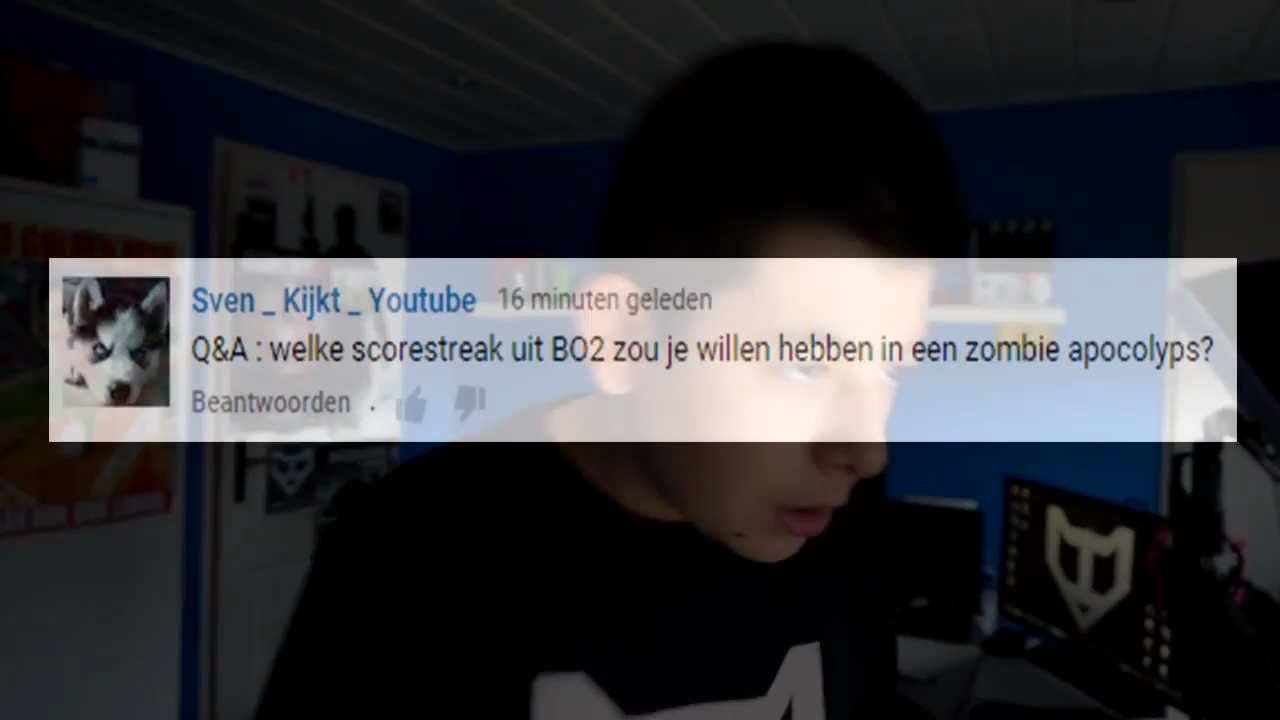 Sven _ Kijkt _ Youtube 16 minuten geleden
Q&A : welke scorestreak uit BO2 zou je willen hebben in een zombie apocolyps?
Beantwoorden .